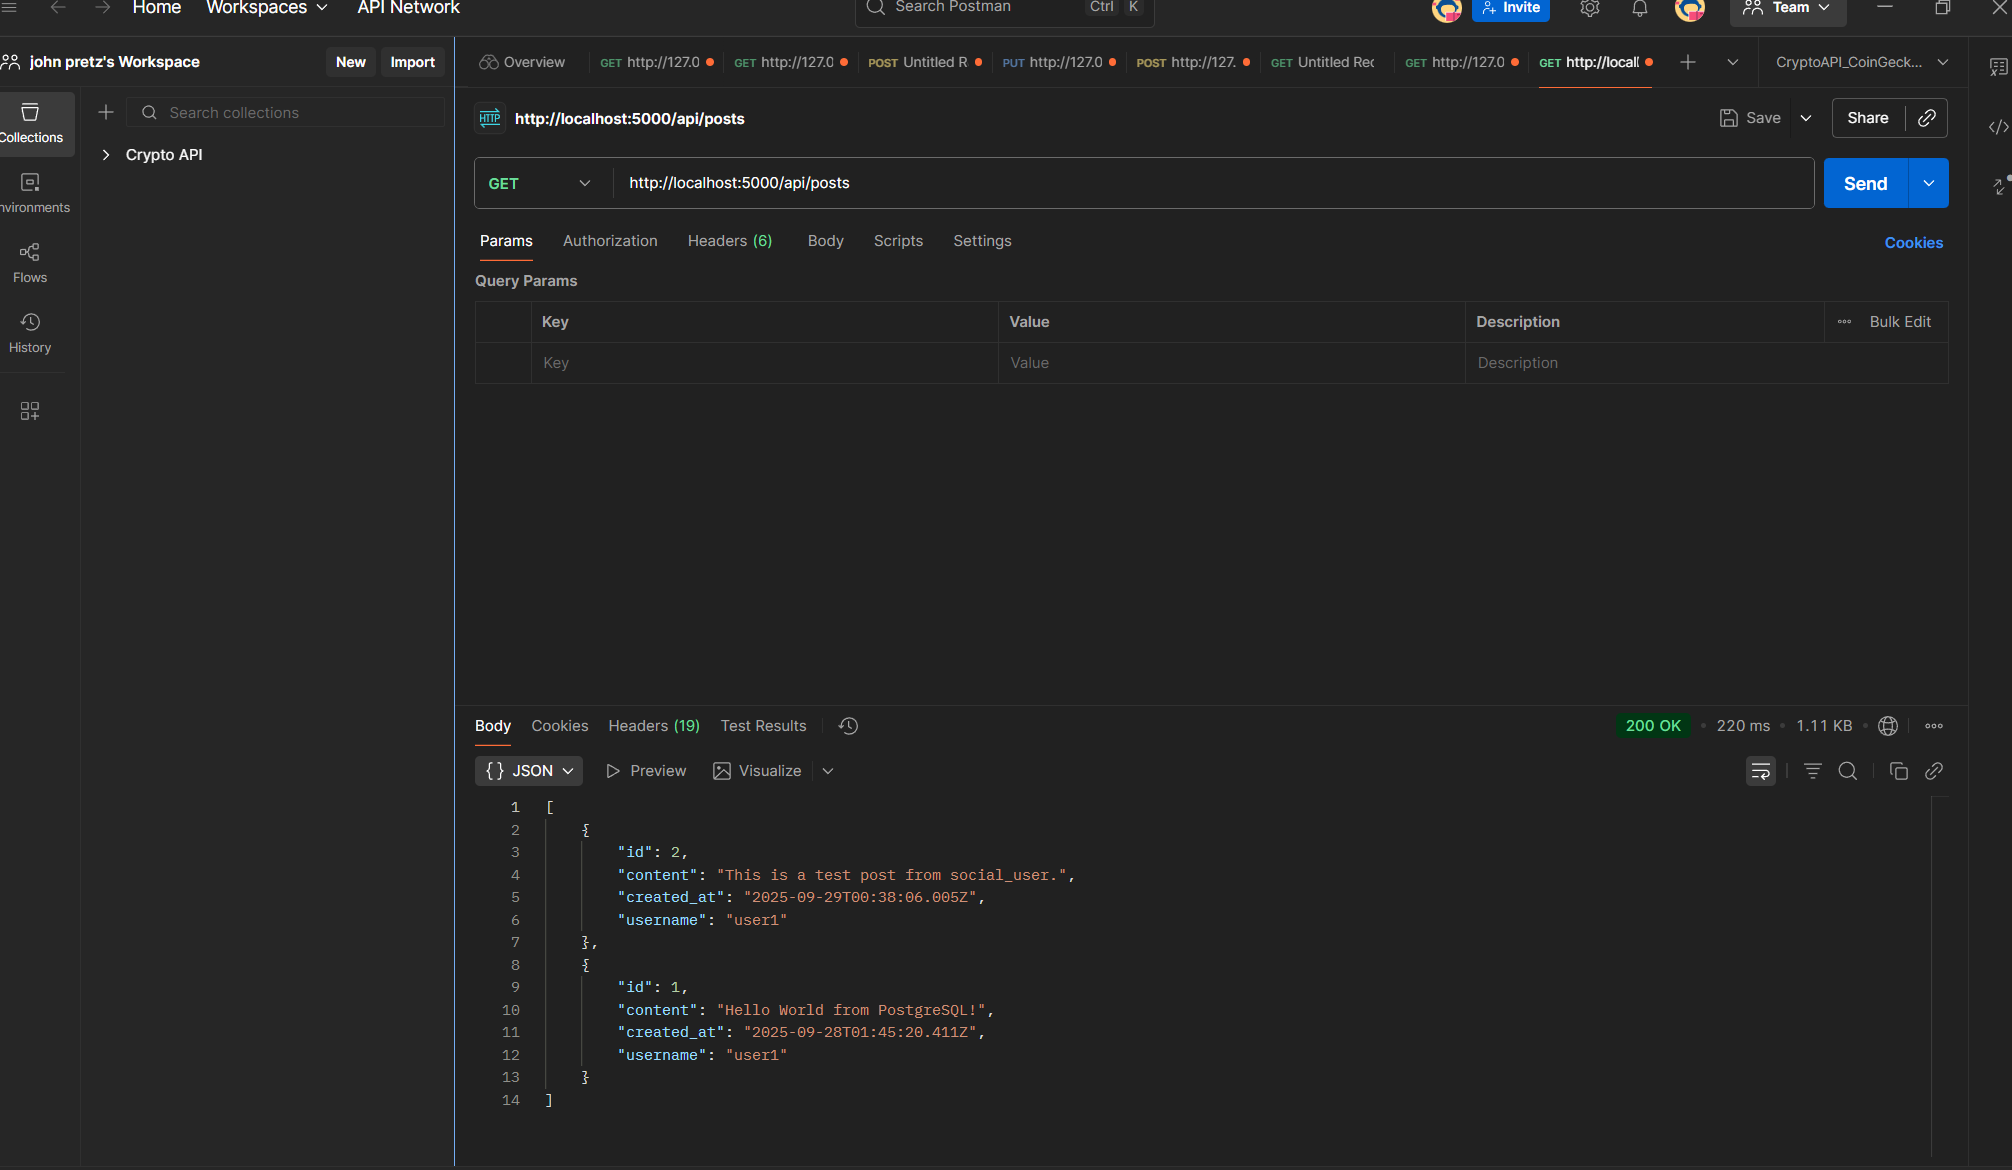 Home Workspaces API Network Search Postman Ctrl K Invite Team
john pretz's Workspace New Import
Overview GET http://127.0 GET http://127.0 POST Untitled R PUT http://127.0 POST http://127. GET Untitled Rec GET http://127.0 GET http://locall CryptoAPI_CoinGeck...
Collections
Search collections
Crypto API
nvironments
Flows
History
HTTP http://localhost:5000/api/posts Save Share
GET http://localhost:5000/api/posts Send
Params Authorization Headers (6) Body Scripts Settings Cookies
Query Params
Key Value Description Bulk Edit
Key Value Description
Body Cookies Headers (19) Test Results 200 OK 220 ms 1.11 KB
{} JSON Preview Visualize
1 [
2 {
3 "id": 2,
4 "content": "This is a test post from social_user.",
5 "created_at": "2025-09-29T00:38:06.005Z",
6 "username": "user1"
7 },
8 {
9 "id": 1,
10 "content": "Hello World from PostgreSQL!",
11 "created_at": "2025-09-28T01:45:20.411Z",
12 "username": "user1"
13 }
14 ]